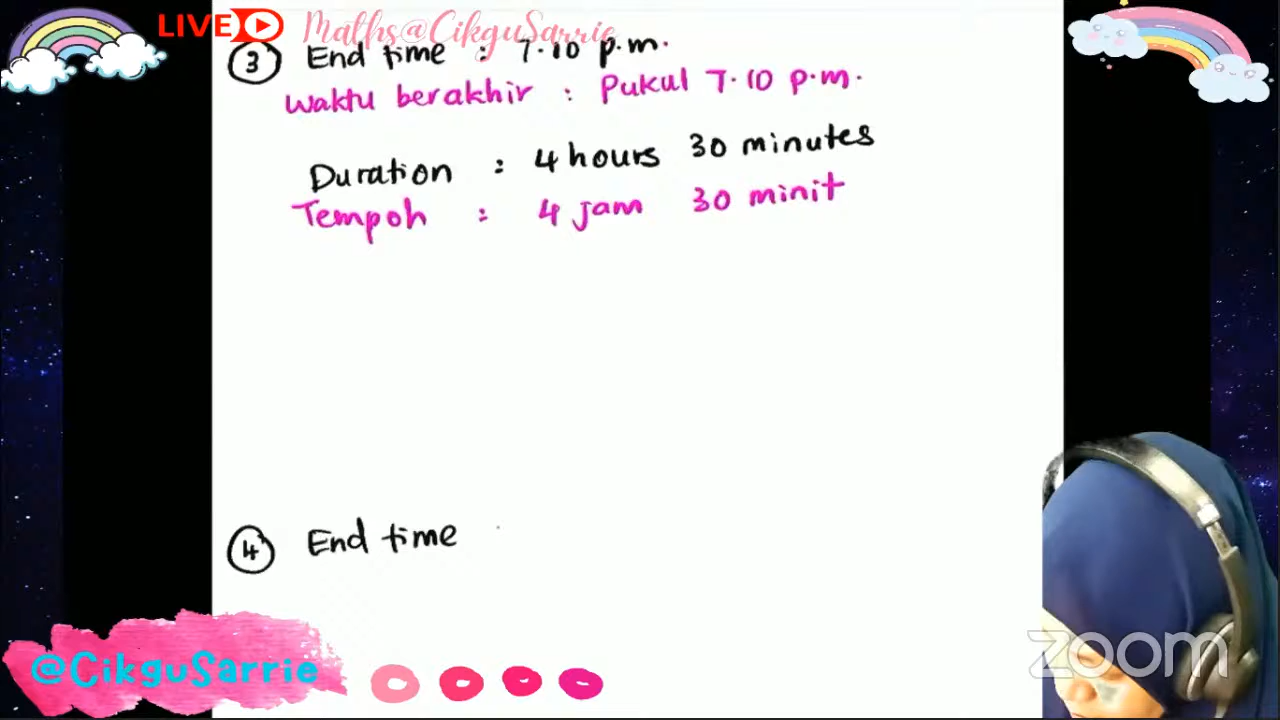 LIVE Maths@CikguSarrie
3 End time : 7.10 p.m.
Waktu berakhir : Pukul 7.10 p.m.
Duration : 4 hours 30 minutes
Tempoh : 4 jam 30 minit
4 End time
@CikguSarrie
zoom